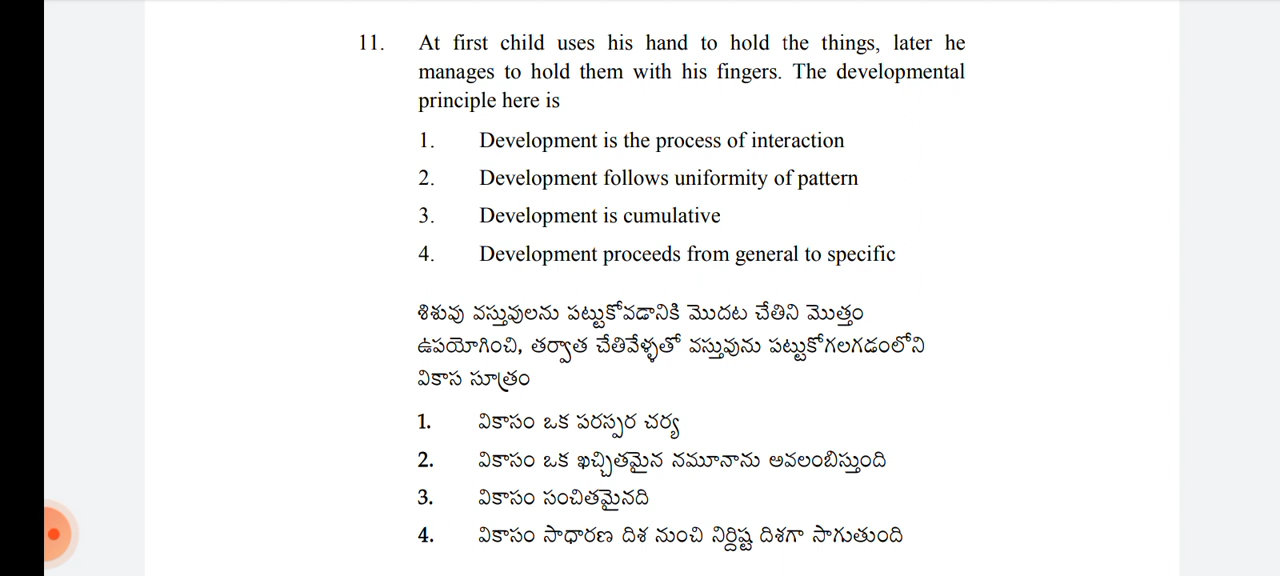 11. At first child uses his hand to hold the things, later he
manages to hold them with his fingers. The developmental
principle here is
1. Development is the process of interaction
2. Development follows uniformity of pattern
3. Development is cumulative
4. Development proceeds from general to specific
శిశువు వస్తువులను పట్టుకోవడానికి మొదట చేతిని మొత్తం
ఉపయోగించి, తర్వాత చేతివేళ్ళతో వస్తువును పట్టుకోగలగడంలోని
వికాస సూత్రం
1. వికాసం ఒక పరస్పర చర్య
2. వికాసం ఒక ఖచ్చితమైన నమూనాను అవలంబిస్తుంది
3. వికాసం సంచితమైనది
4. వికాసం సాధారణ దిశ నుంచి నిర్దిష్ట దిశగా సాగుతుంది